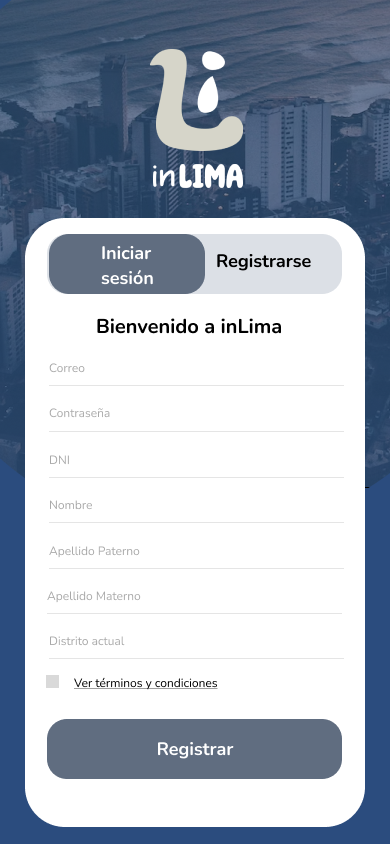 inLIMA
Iniciar
sesión
Registrarse
Bienvenido a inLima
Correo
Contraseña
DNI
Nombre
Apellido Paterno
Apellido Materno
Distrito actual
Ver términos y condiciones
Registrar